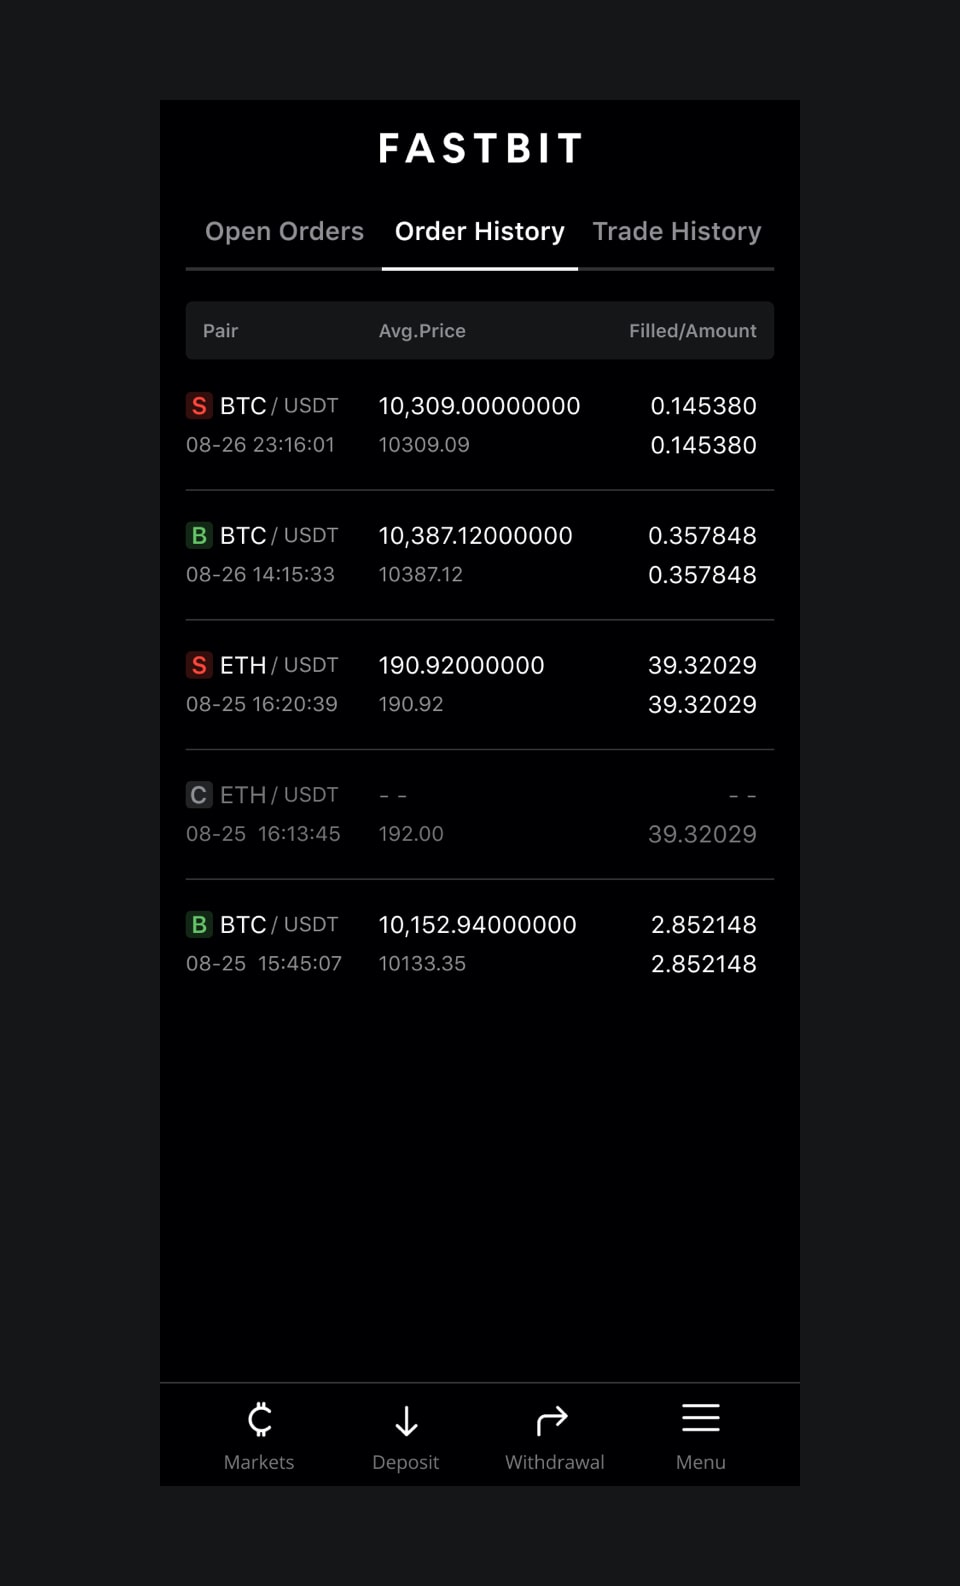 FASTBIT
Open Orders Order History Trade History
Pair Avg.Price Filled/Amount
S BTC / USDT 10,309.00000000 0.145380
08-26 23:16:01 10309.09 0.145380
B BTC / USDT 10,387.12000000 0.357848
08-26 14:15:33 10387.12 0.357848
S ETH / USDT 190.92000000 39.32029
08-25 16:20:39 190.92 39.32029
C ETH / USDT - - - -
08-25 16:13:45 192.00 39.32029
B BTC / USDT 10,152.94000000 2.852148
08-25 15:45:07 10133.35 2.852148
Markets Deposit Withdrawal Menu